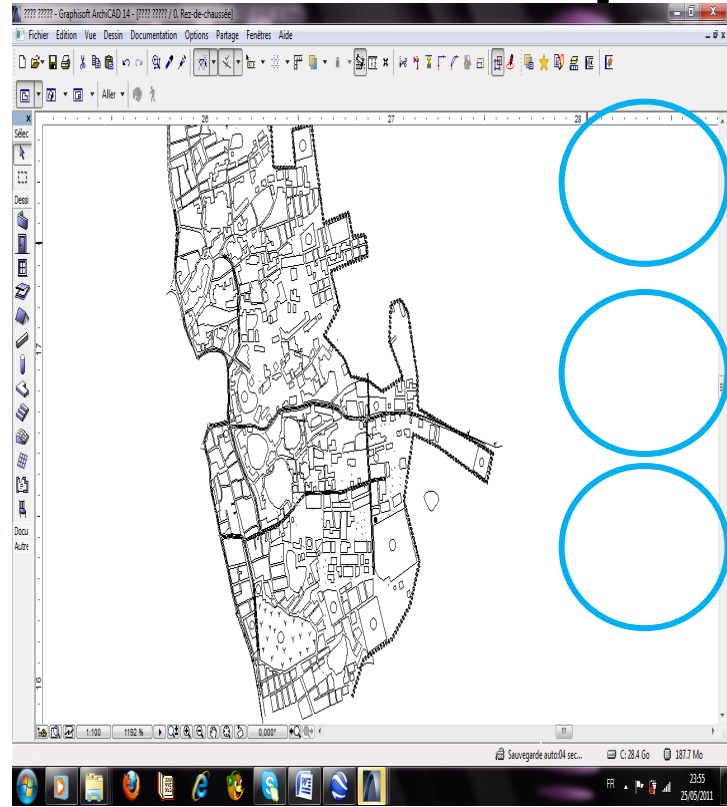 ???? ????? - Graphisoft ArchiCAD 14 - [???? ????? / 0. Rez-de-chaussée]
Fichier Edition Vue Dessin Documentation Options Partage Fenêtres Aide
Aller
Sélec
26 27 28
Dessi
17
Docu
Autre
16
1:100 1192 % 0,000°
Sauvegarde auto:04 sec... C: 28.4 Go 187.7 Mo
FR 23:55
25/05/2011